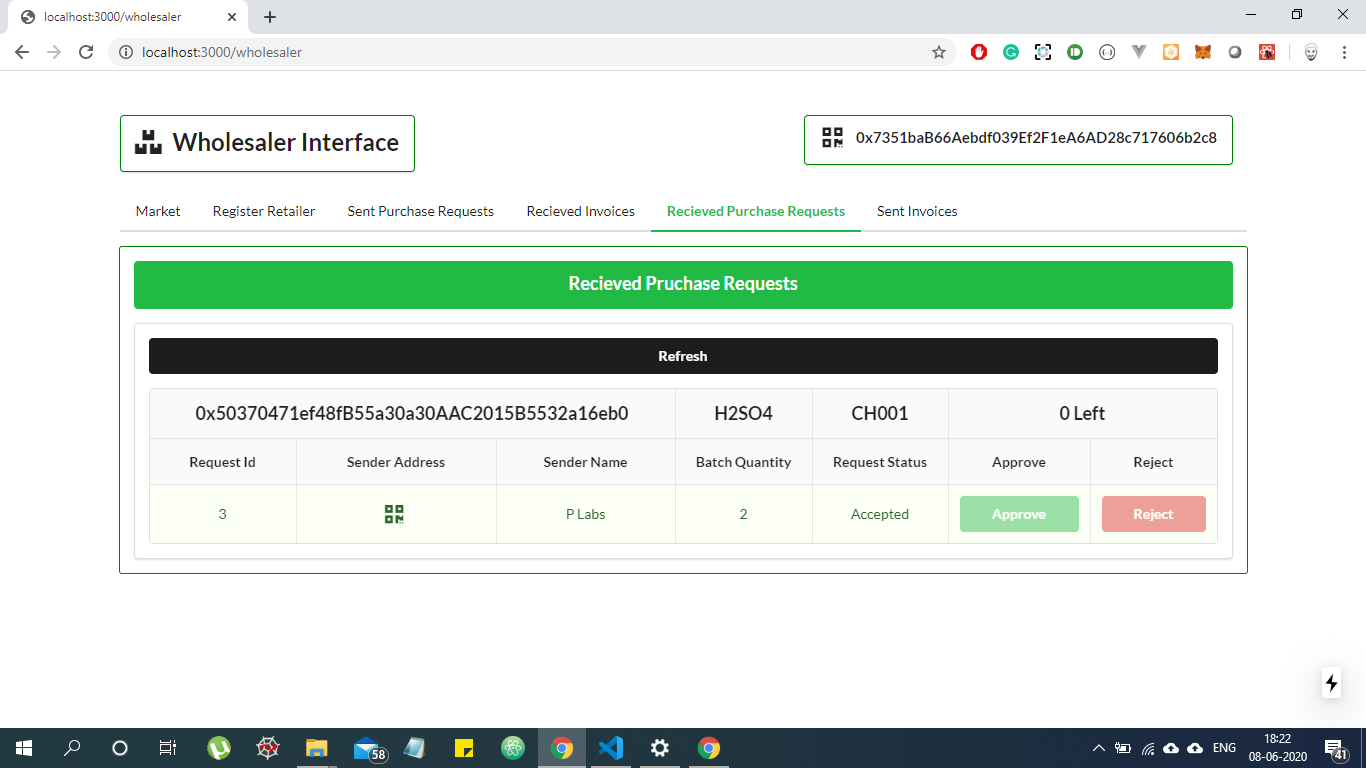 localhost:3000/wholesaler
localhost:3000/wholesaler
Wholesaler Interface
0x7351baB66Aebdf039Ef2F1eA6AD28c717606b2c8
Market Register Retailer Sent Purchase Requests Recieved Invoices Recieved Purchase Requests Sent Invoices
Recieved Pruchase Requests
Refresh
0x50370471ef48fB55a30a30AAC2015B5532a16eb0 H2SO4 CH001 0 Left
Request Id Sender Address Sender Name Batch Quantity Request Status Approve Reject
3 P Labs 2 Accepted Approve Reject
58
ENG
18:22
08-06-2020
41